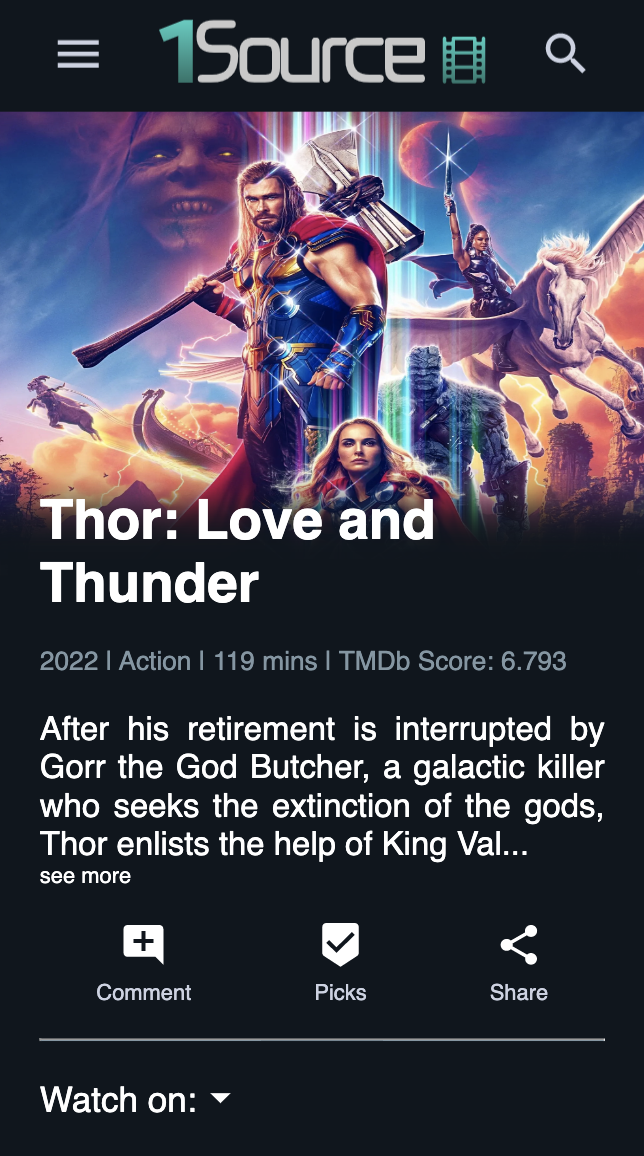 1Source
Thor: Love and
Thunder
2022 | Action | 119 mins | TMDb Score: 6.793
After his retirement is interrupted by
Gorr the God Butcher, a galactic killer
who seeks the extinction of the gods,
Thor enlists the help of King Val...
see more
Comment Picks Share
Watch on: